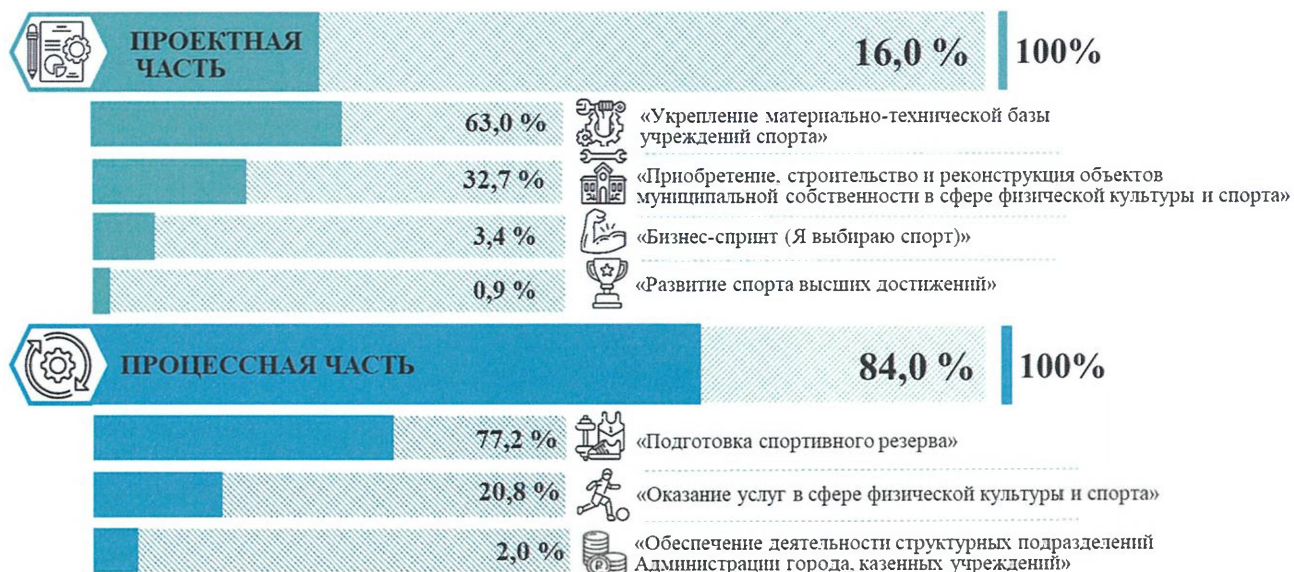 ПРОЕКТНАЯ
ЧАСТЬ
16,0 %
100%
63,0 %
«Укрепление материально-технической базы
учреждений спорта»
32,7 %
«Приобретение, строительство и реконструкция объектов
муниципальной собственности в сфере физической культуры и спорта»
3,4 %
«Бизнес-спринт (Я выбираю спорт)»
0,9 %
«Развитие спорта высших достижений»
ПРОЦЕССНАЯ ЧАСТЬ
84,0 %
100%
77,2 %
«Подготовка спортивного резерва»
20,8 %
«Оказание услуг в сфере физической культуры и спорта»
2,0 %
«Обеспечение деятельности структурных подразделений
Администрации города, казенных учреждений»